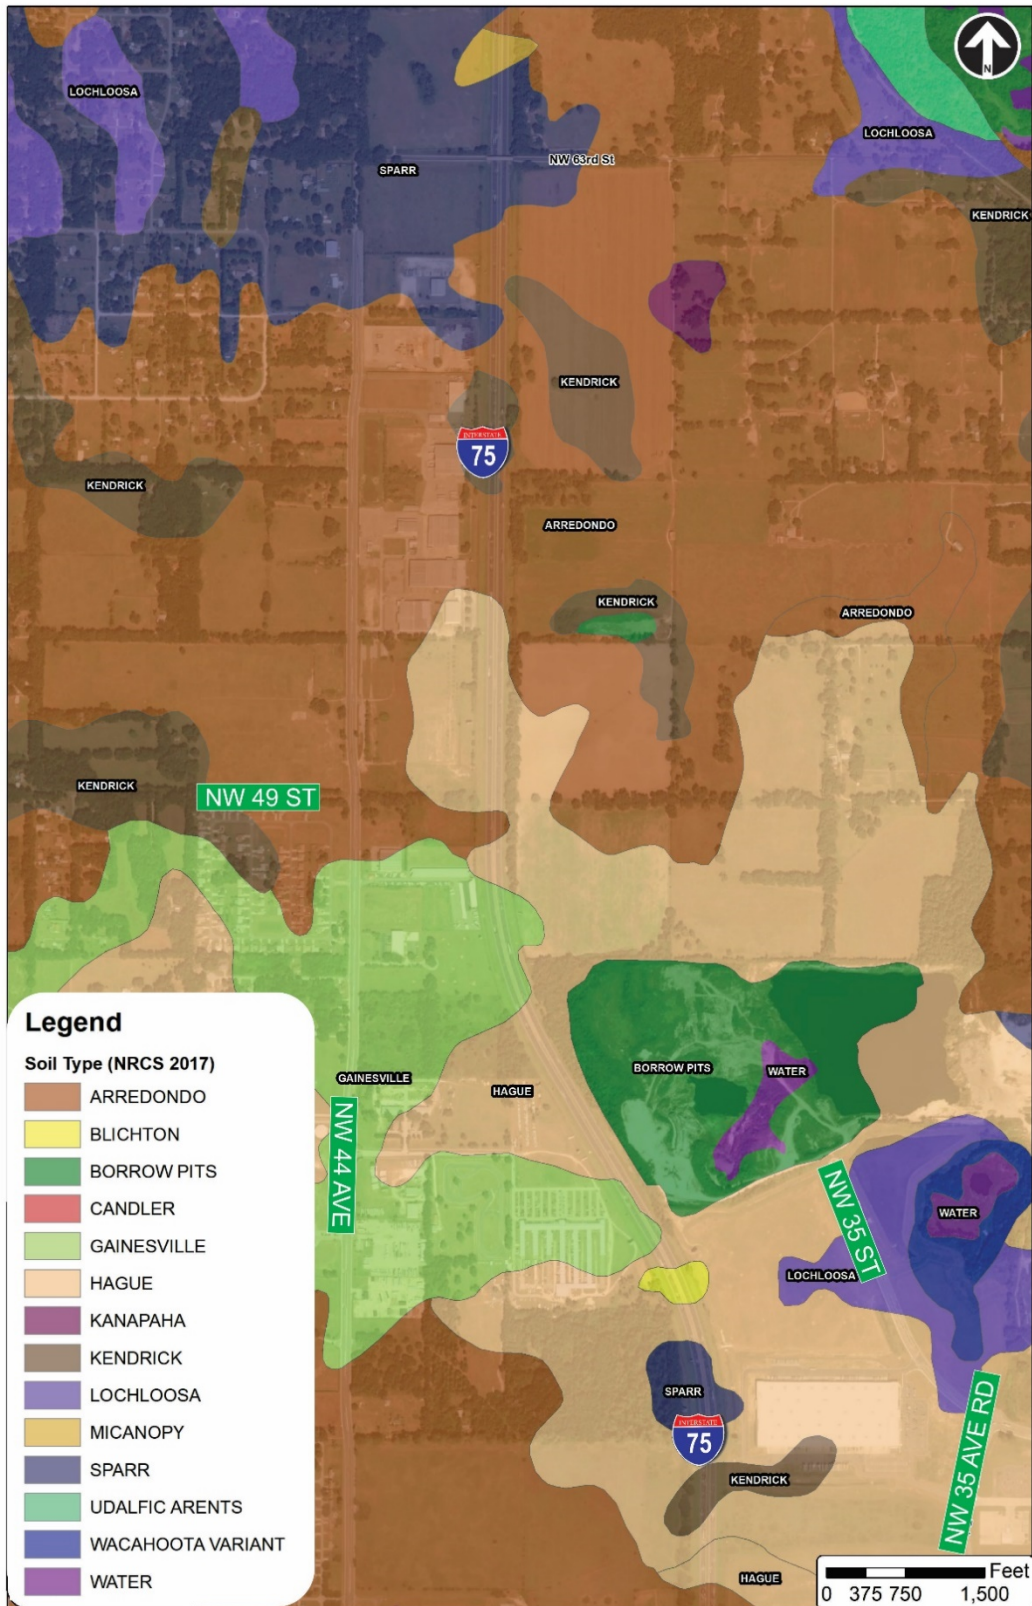 N
LOCHLOOSA
LOCHLOOSA
NW 63rd St
SPARR
KENDRICK
KENDRICK
INTERSTATE
75
KENDRICK
ARREDONDO
KENDRICK
ARREDONDO
KENDRICK
NW 49 ST
BORROW PITS
WATER
GAINESVILLE
HAGUE
NW 44 AVE
NW 35 ST
WATER
LOCHLOOSA
SPARR
INTERSTATE
75
NW 35 AVE RD
KENDRICK
HAGUE
Legend
Soil Type (NRCS 2017)
ARREDONDO
BLICHTON
BORROW PITS
CANDLER
GAINESVILLE
HAGUE
KANAPAHA
KENDRICK
LOCHLOOSA
MICANOPY
SPARR
UDALFIC ARENTS
WACAHOOTA VARIANT
WATER
Feet
0 375 750 1,500